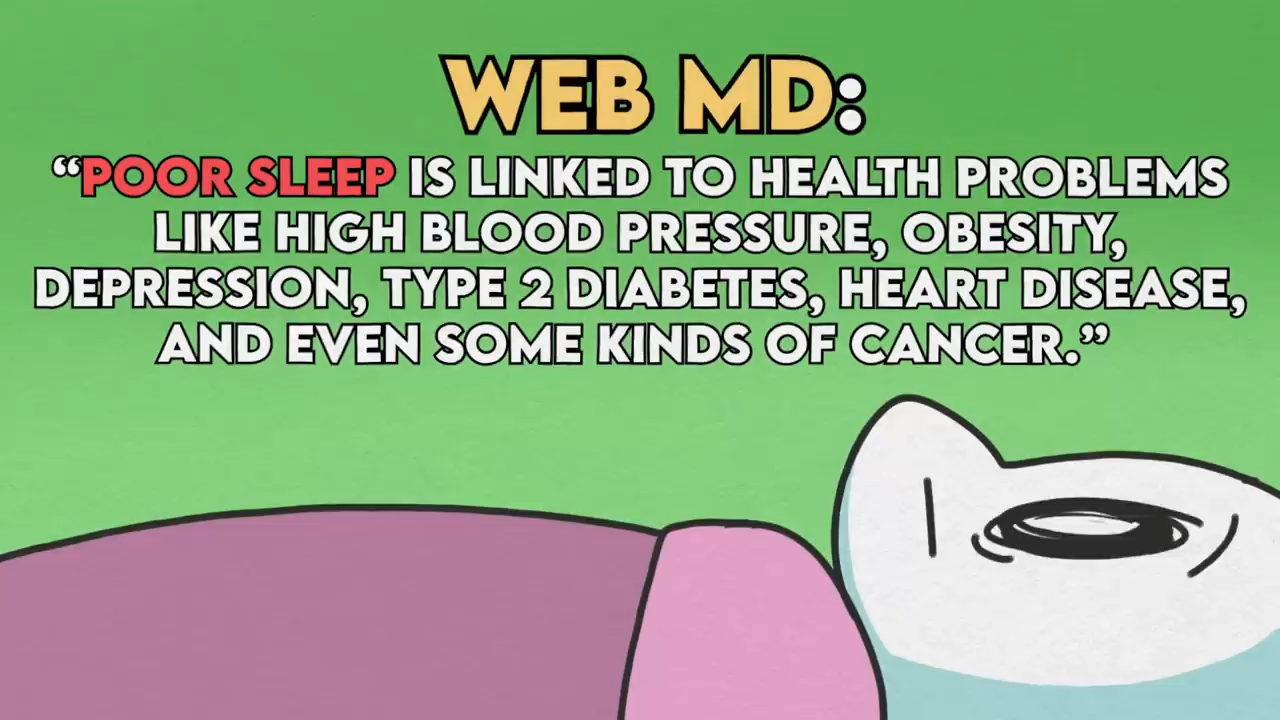 WEB MD:
“POOR SLEEP IS LINKED TO HEALTH PROBLEMS
LIKE HIGH BLOOD PRESSURE, OBESITY,
DEPRESSION, TYPE 2 DIABETES, HEART DISEASE,
AND EVEN SOME KINDS OF CANCER.”